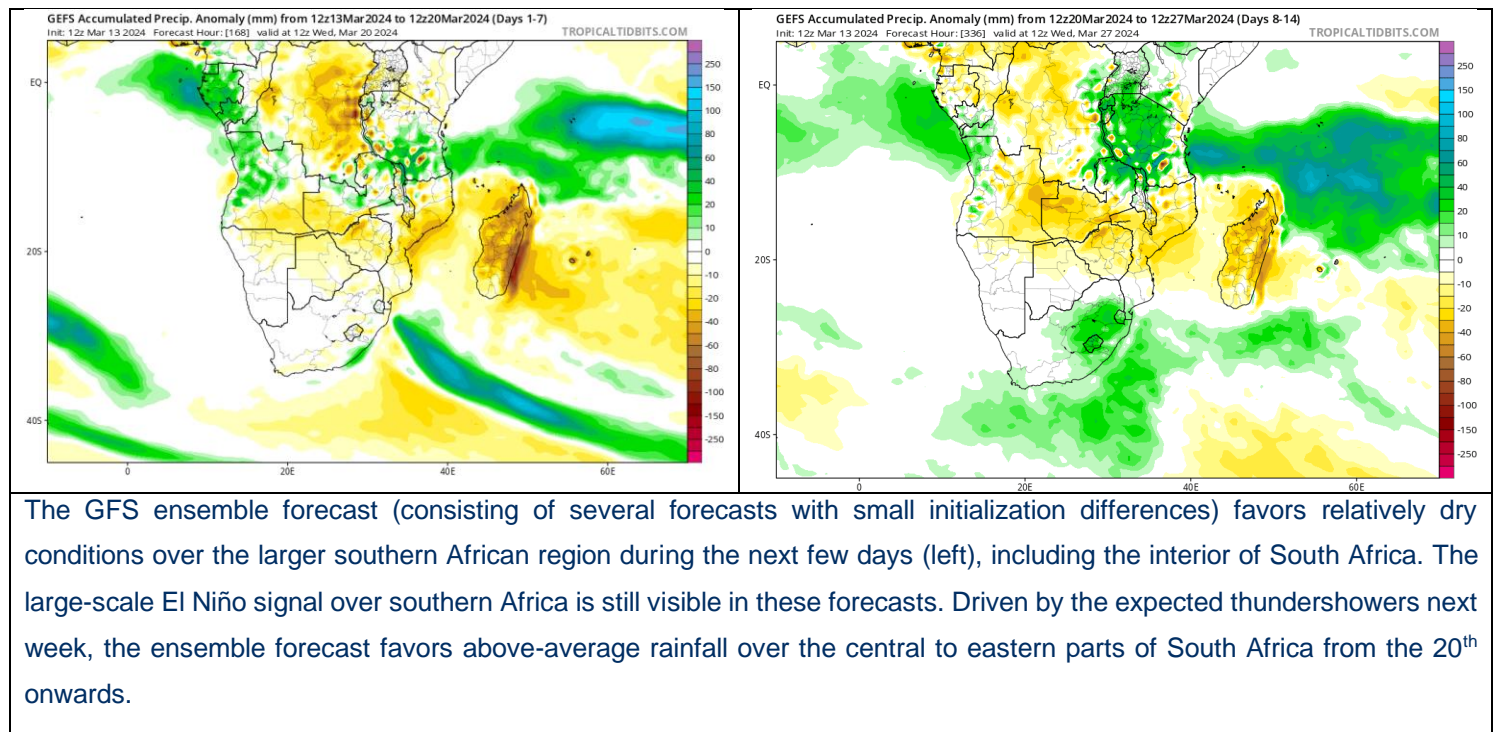 GEFS Accumulated Precip. Anomaly (mm) from 12z13Mar2024 to 12z20Mar2024 (Days 1-7)
Init: 12z Mar 13 2024 Forecast Hour: [168] valid at 12z Wed, Mar 20 2024 TROPICALTIDBITS.COM
EQ
20S
40S
0 20E 40E 60E
250
150
100
80
60
40
20
10
0
-10
-20
-40
-60
-80
-100
-150
-250
GEFS Accumulated Precip. Anomaly (mm) from 12z20Mar2024 to 12z27Mar2024 (Days 8-14)
Init: 12z Mar 13 2024 Forecast Hour: [336] valid at 12z Wed, Mar 27 2024 TROPICALTIDBITS.COM
EQ
20S
40S
0 20E 40E 60E
250
150
100
80
60
40
20
10
0
-10
-20
-40
-60
-80
-100
-150
-250
The GFS ensemble forecast (consisting of several forecasts with small initialization differences) favors relatively dry
conditions over the larger southern African region during the next few days (left), including the interior of South Africa. The
large-scale El Niño signal over southern Africa is still visible in these forecasts. Driven by the expected thundershowers next
week, the ensemble forecast favors above-average rainfall over the central to eastern parts of South Africa from the 20th
onwards.